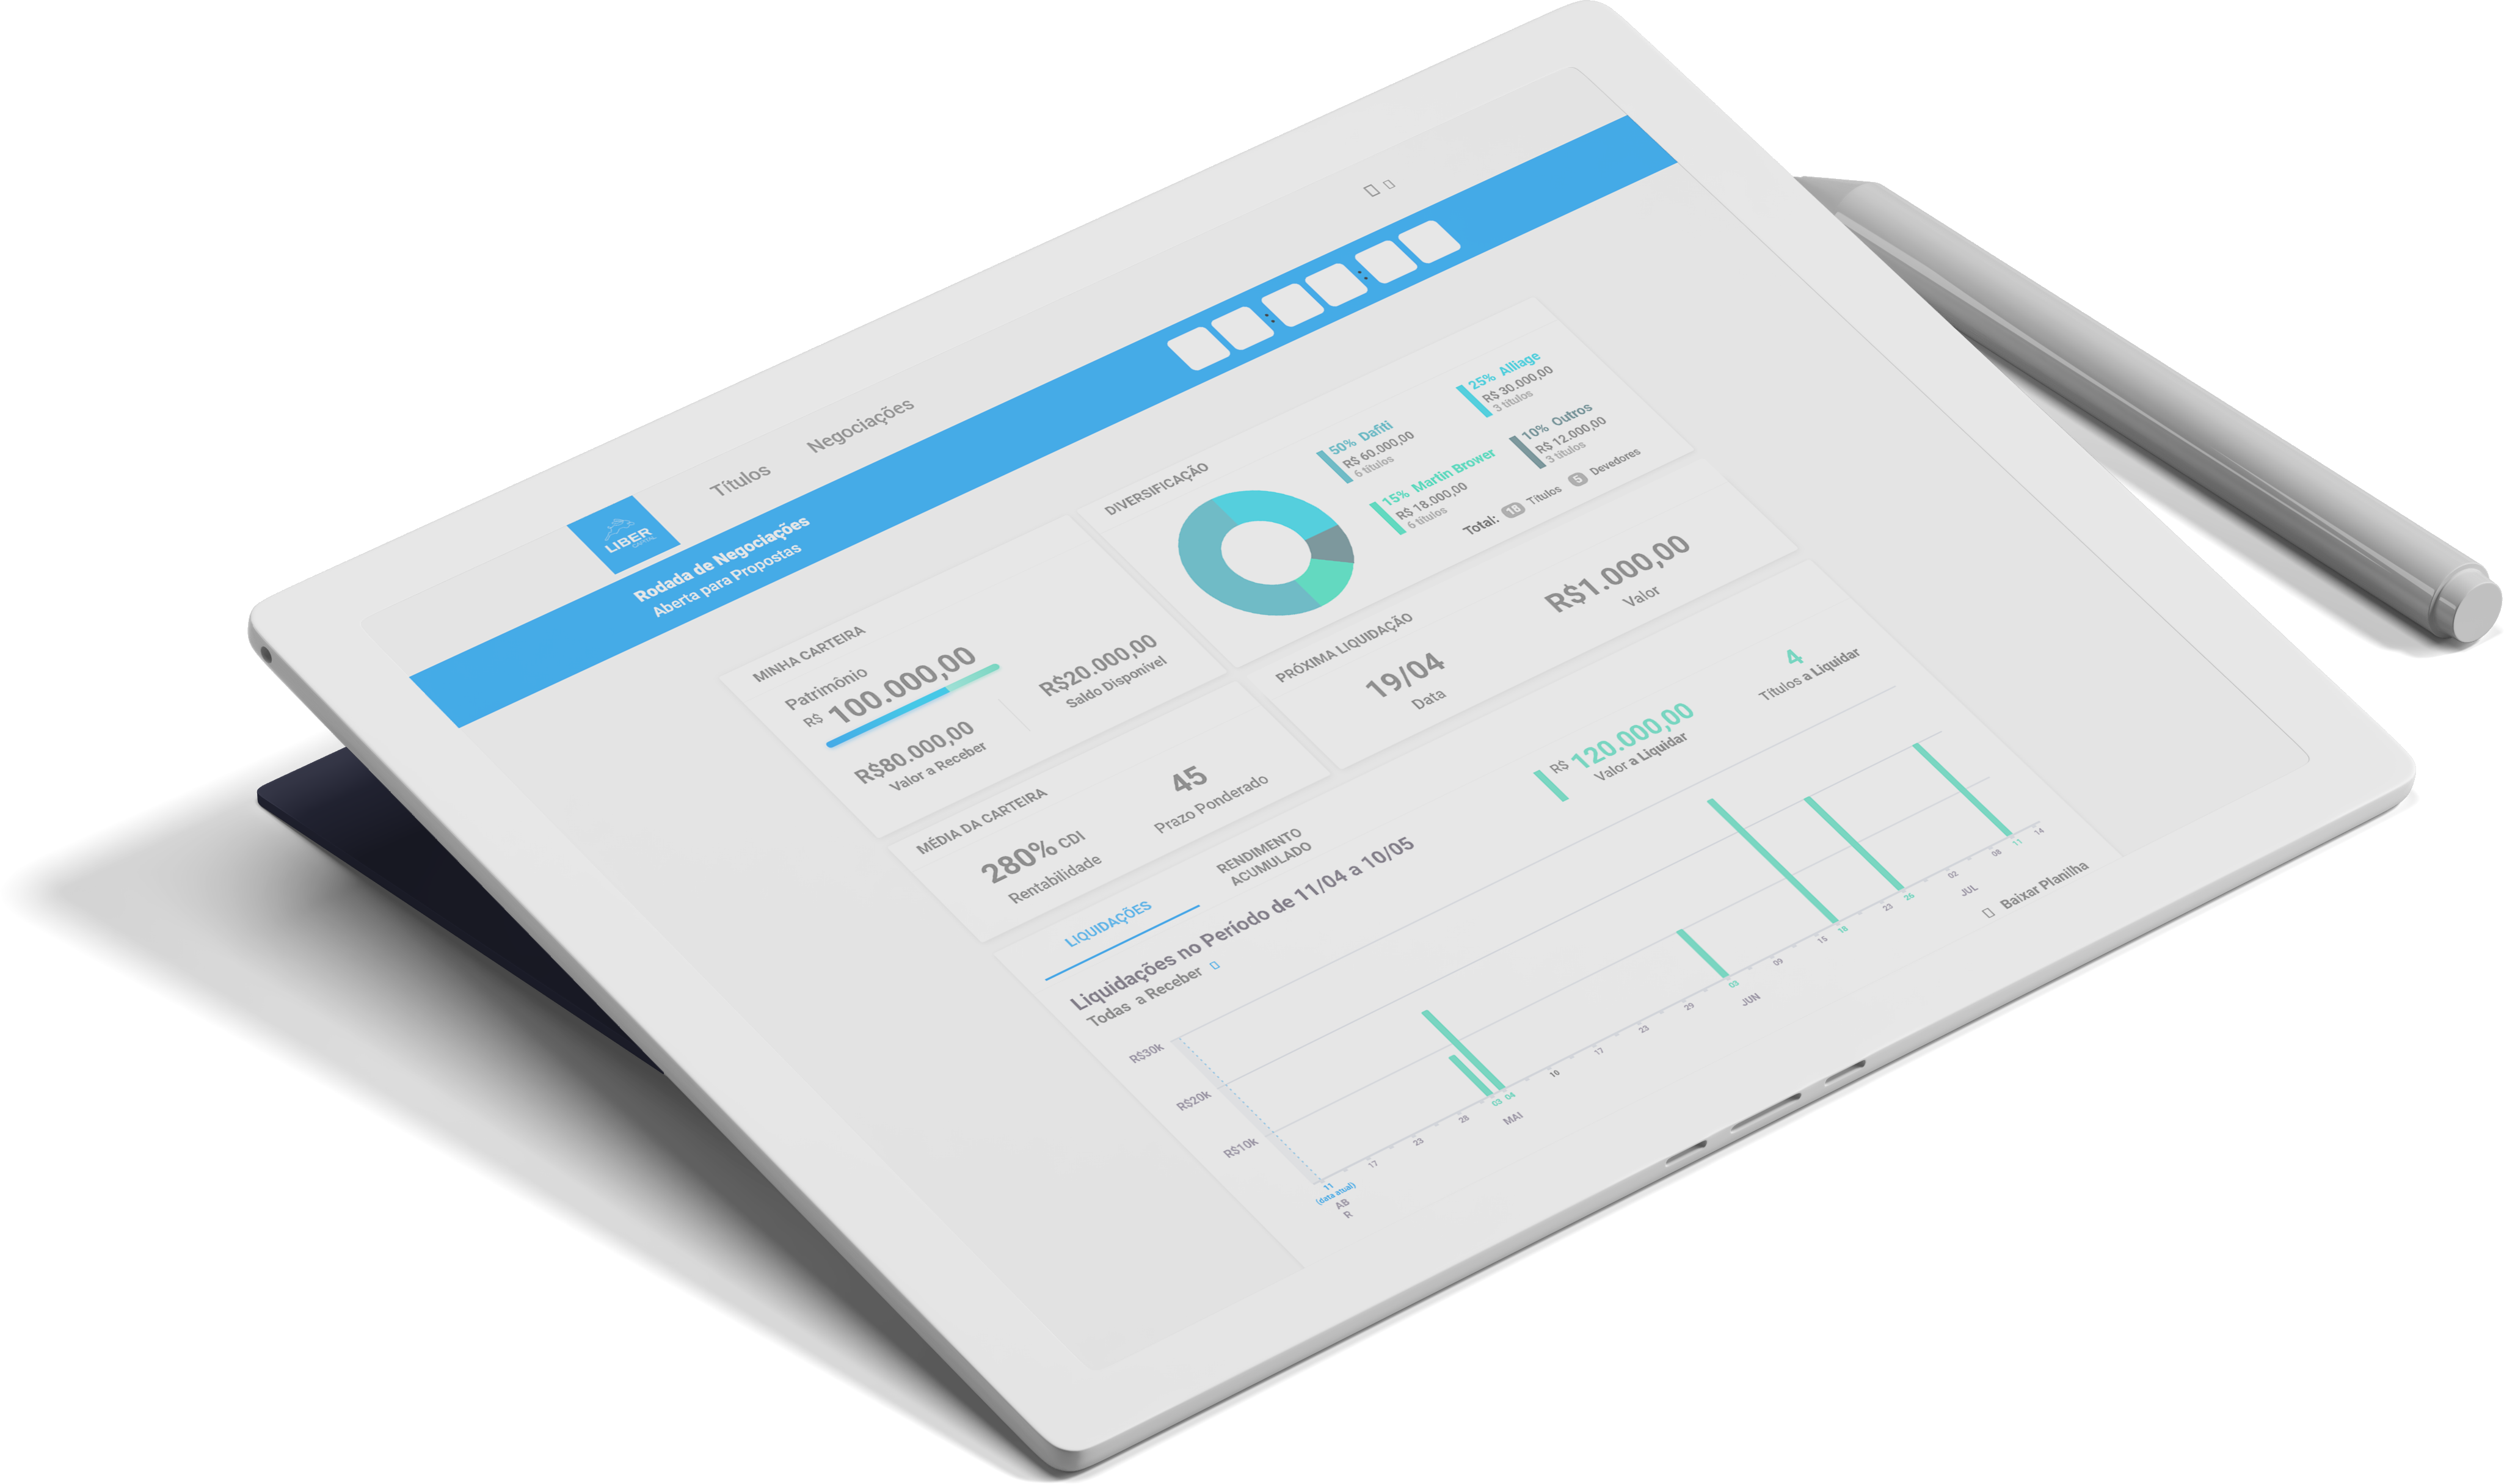 LIBER
CAPITAL
Títulos
Negociações
Rodada de Negociações
Aberta para Propostas
MINHA CARTEIRA
Patrimônio
R$ 100.000,00
R$80.000,00
Valor a Receber
R$20.000,00
Saldo Disponível
DIVERSIFICAÇÃO
50% Dafiti
R$ 60.000,00
6 títulos
25% Alliage
R$ 30.000,00
3 títulos
15% Martin Brower
R$ 18.000,00
6 títulos
10% Outros
R$ 12.000,00
3 títulos
Total: 18 Títulos 5 Devedores
MÉDIA DA CARTEIRA
280% CDI
Rentabilidade
45
Prazo Ponderado
PRÓXIMA LIQUIDAÇÃO
19/04
Data
R$1.000,00
Valor
LIQUIDAÇÕES
RENDIMENTO
ACUMULADO
Liquidações no Período de 11/04 a 10/05
Todas a Receber
R$ 120.000,00
Valor a Liquidar
4
Títulos a Liquidar
R$30k
R$20k
R$10k
11 17 23 28 03 04 10 17 23 29 03 09 15 18 23 26 02 08 11 14
(data atual)
AB
R
MAI
JUN
JUL
Baixar Planilha